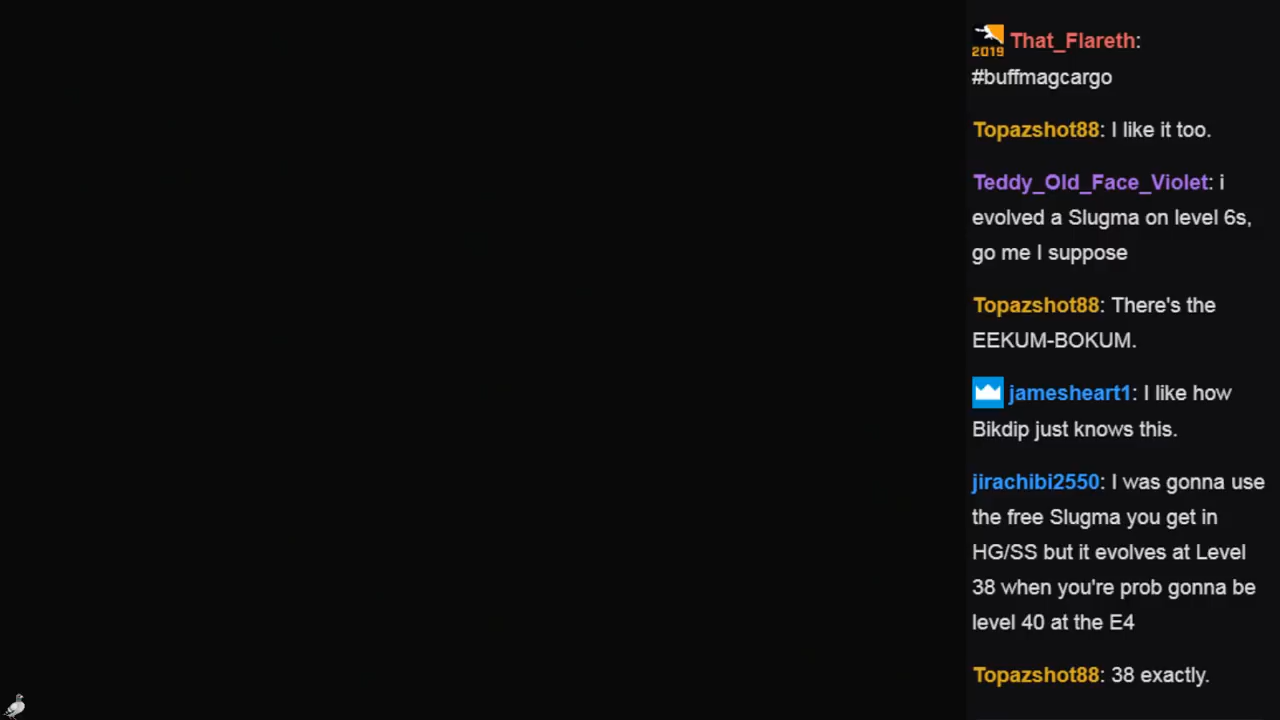 2019 That_Flareth:
#buffmagcargo
Topazshot88: I like it too.
Teddy_Old_Face_Violet: i
evolved a Slugma on level 6s,
go me I suppose
Topazshot88: There's the
EEKUM-BOKUM.
jamesheart1: I like how
Bikdip just knows this.
jirachibi2550: I was gonna use
the free Slugma you get in
HG/SS but it evolves at Level
38 when you're prob gonna be
level 40 at the E4
Topazshot88: 38 exactly.